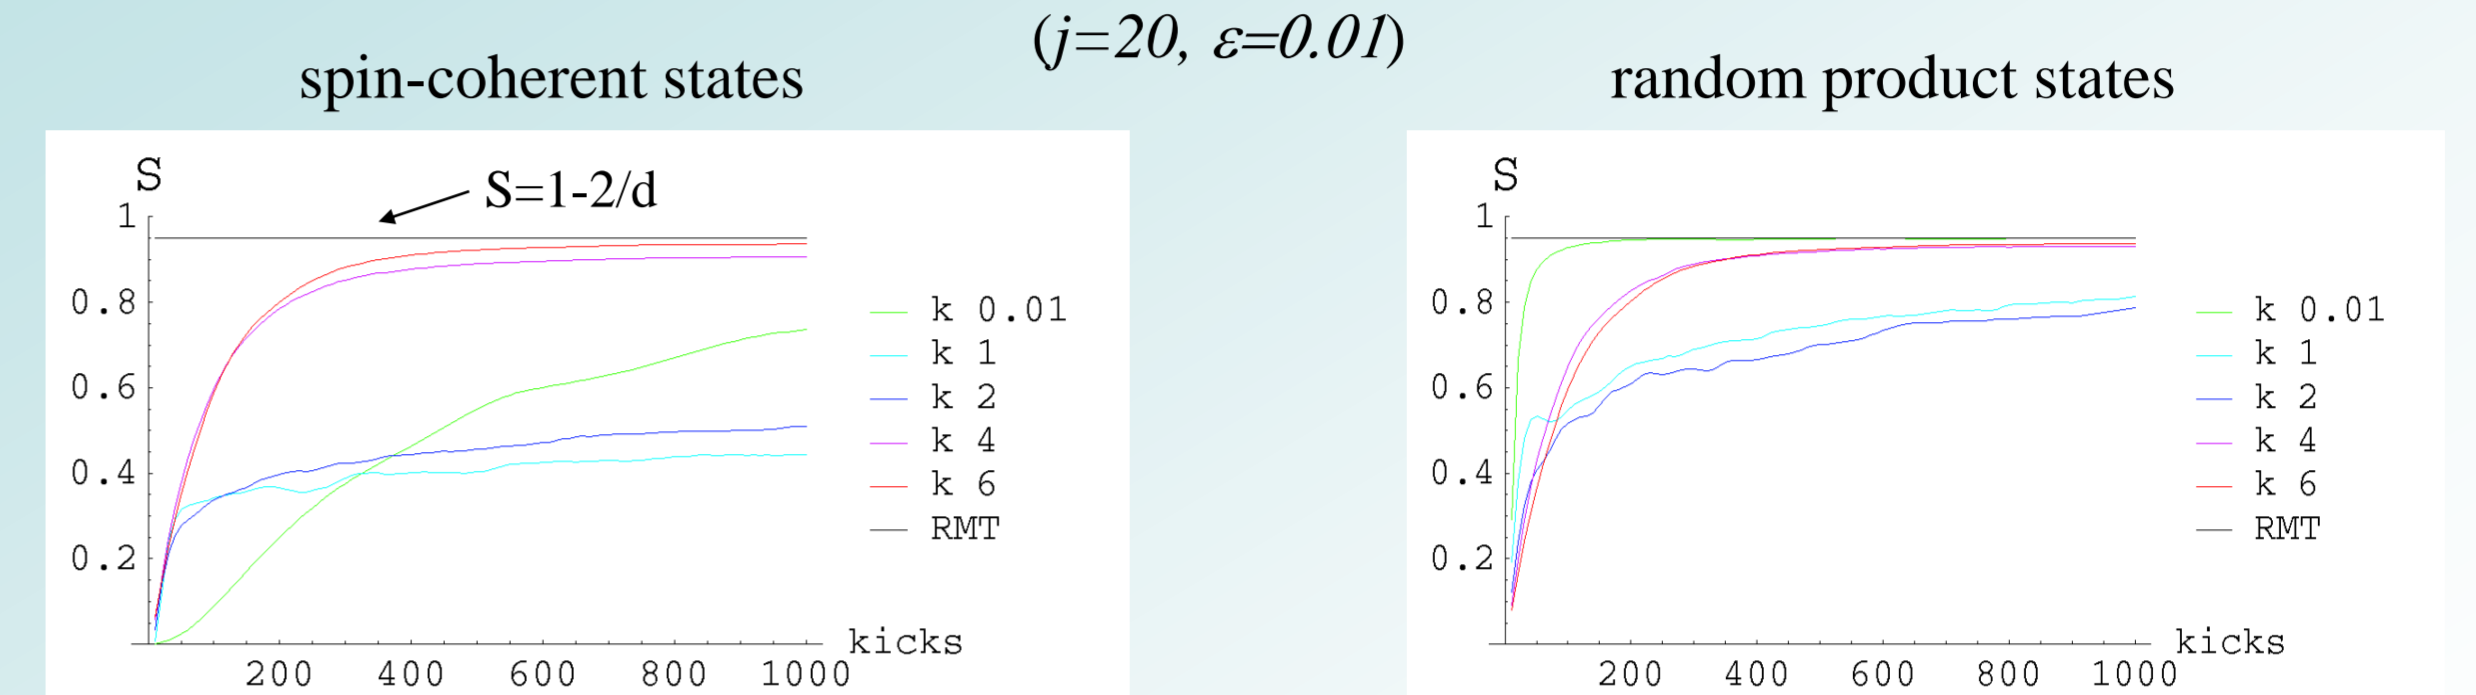 (j=20, ε=0.01)
spin-coherent states
random product states
S
S=1-2/d
1
0.8
0.6
0.4
0.2
200 400 600 800 1000
kicks
k 0.01
k 1
k 2
k 4
k 6
RMT
S
1
0.8
0.6
0.4
0.2
200 400 600 800 1000
kicks
k 0.01
k 1
k 2
k 4
k 6
RMT